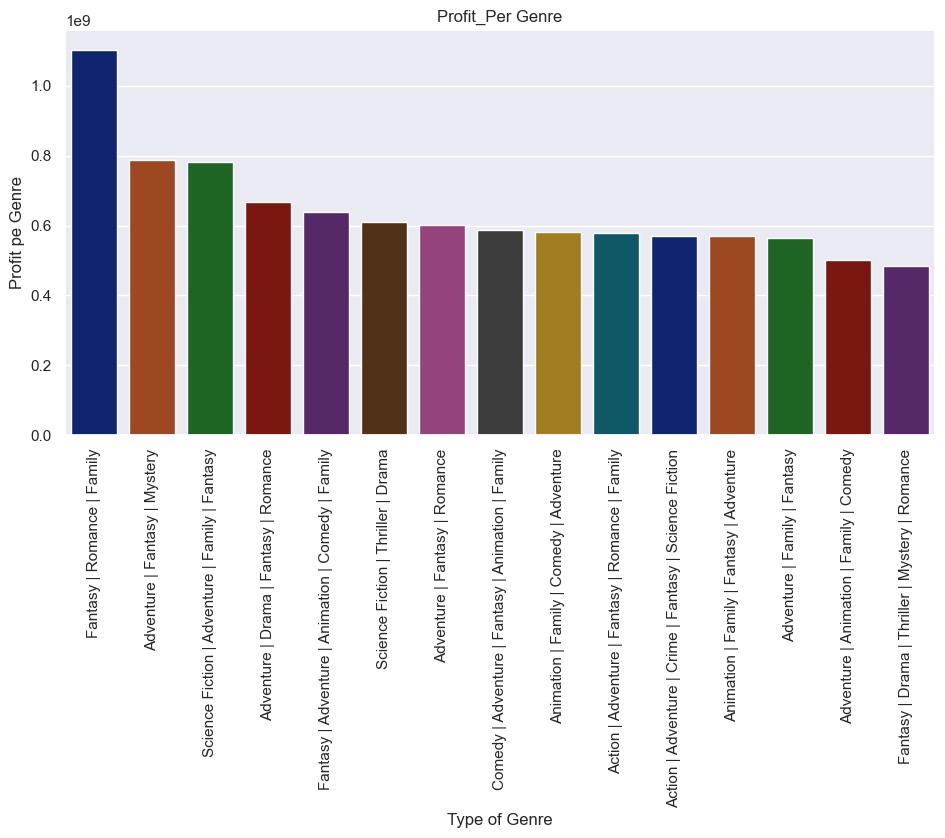 Profit_Per Genre
1e9
1.0
0.8
0.6
0.4
0.2
0.0
Profit pe Genre
Fantasy | Romance | Family
Adventure | Fantasy | Mystery
Science Fiction | Adventure | Family | Fantasy
Adventure | Drama | Fantasy | Romance
Fantasy | Adventure | Animation | Comedy | Family
Science Fiction | Thriller | Drama
Adventure | Fantasy | Romance
Comedy | Adventure | Fantasy | Animation | Family
Animation | Family | Comedy | Adventure
Action | Adventure | Fantasy | Romance | Family
Action | Adventure | Crime | Fantasy | Science Fiction
Animation | Family | Fantasy | Adventure
Adventure | Family | Fantasy
Adventure | Animation | Family | Comedy
Fantasy | Drama | Thriller | Mystery | Romance
Type of Genre